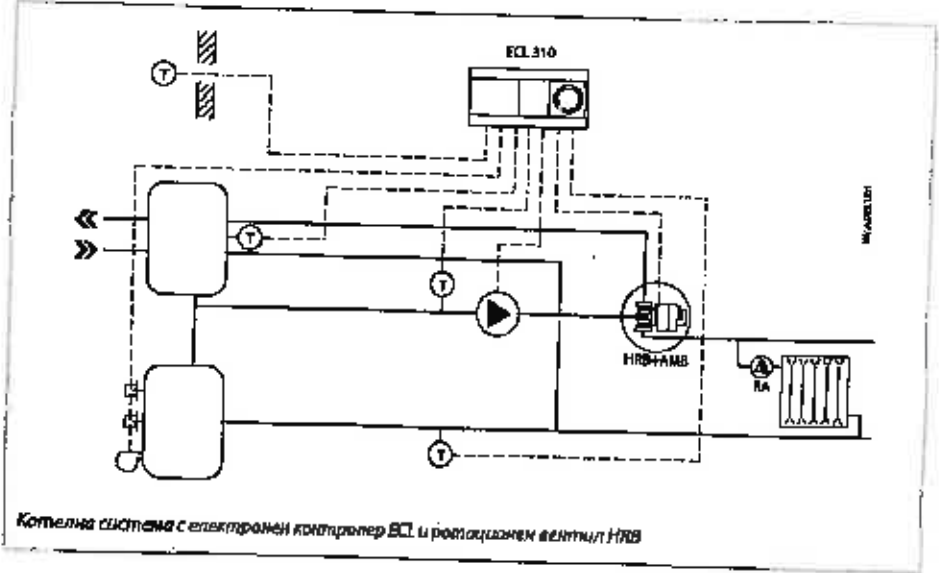 ECL 310
T
T
T
HRB+AMB
RA
T
Котелна система с електронен контролер ECL и ротационен вентил HRB